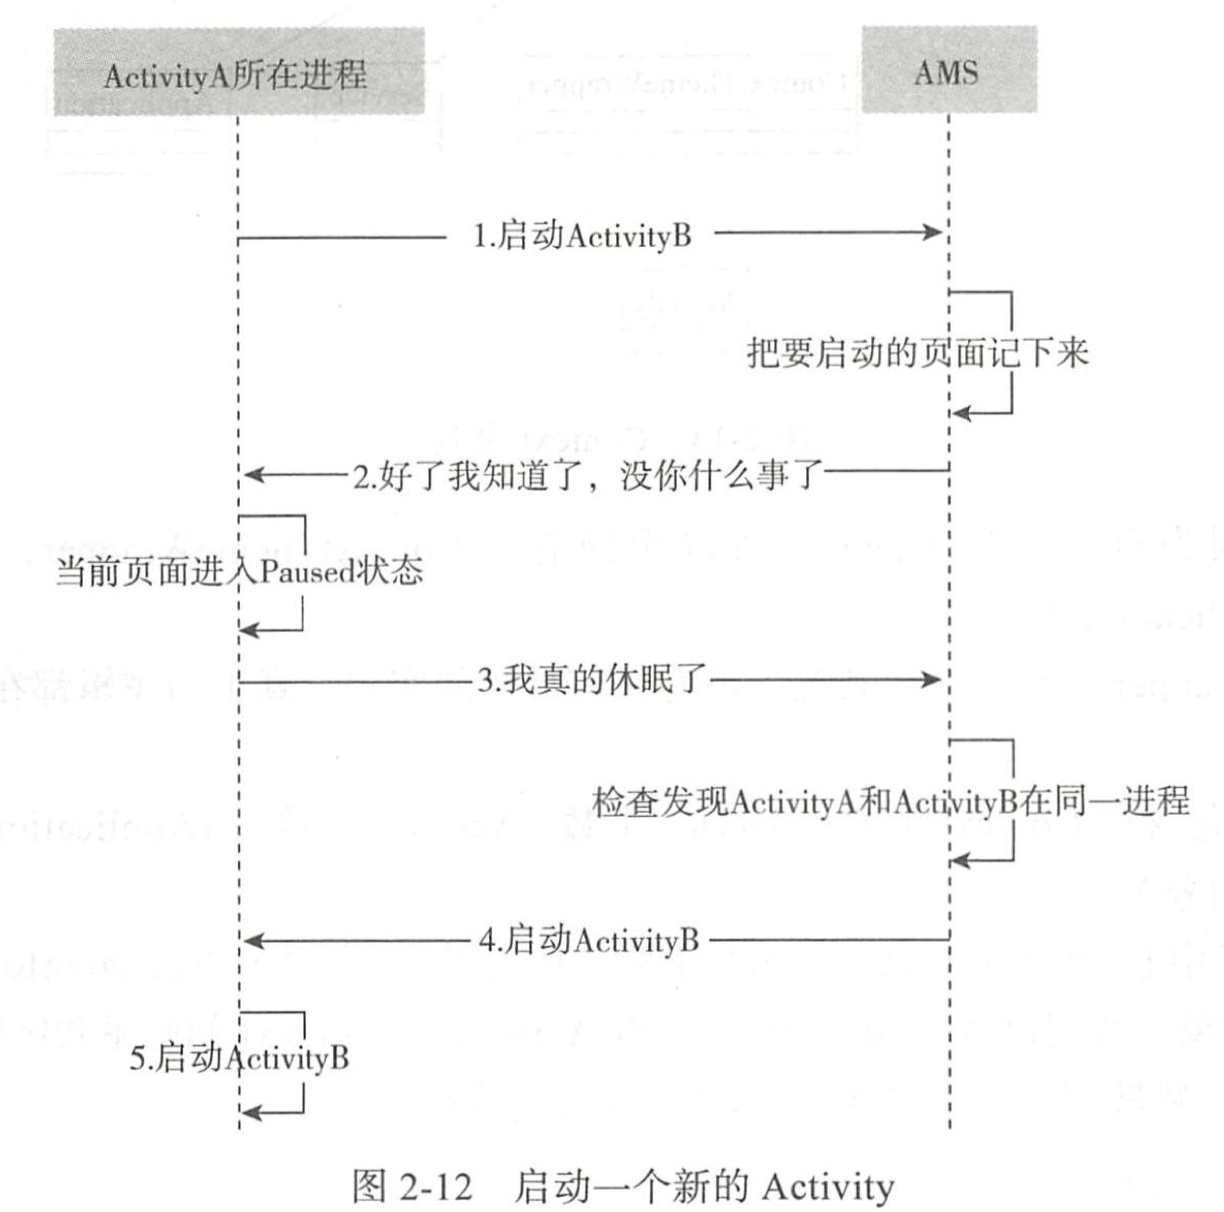 ActivityA所在进程
AMS
1.启动ActivityB
把要启动的页面记下来
2.好了我知道了，没你什么事了
当前页面进入Paused状态
3.我真的休眠了
检查发现ActivityA和ActivityB在同一进程
4.启动ActivityB
5.启动ActivityB
图 2-12 启动一个新的 Activity